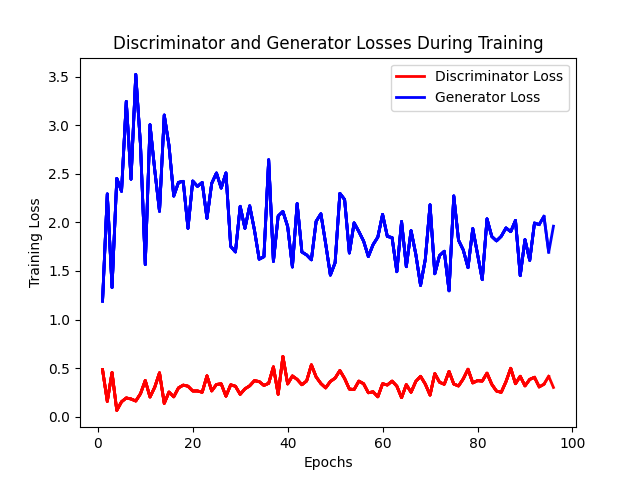 Discriminator and Generator Losses During Training
Discriminator Loss
Generator Loss
Training Loss
3.5
3.0
2.5
2.0
1.5
1.0
0.5
0.0
0 20 40 60 80 100
Epochs